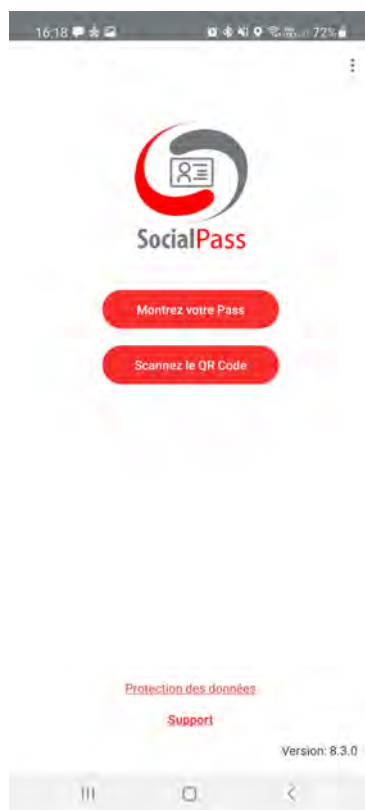 16:18 72%
SocialPass
Montrez votre Pass
Scannez le QR Code
Protection des données
Support
Version: 8.3.0